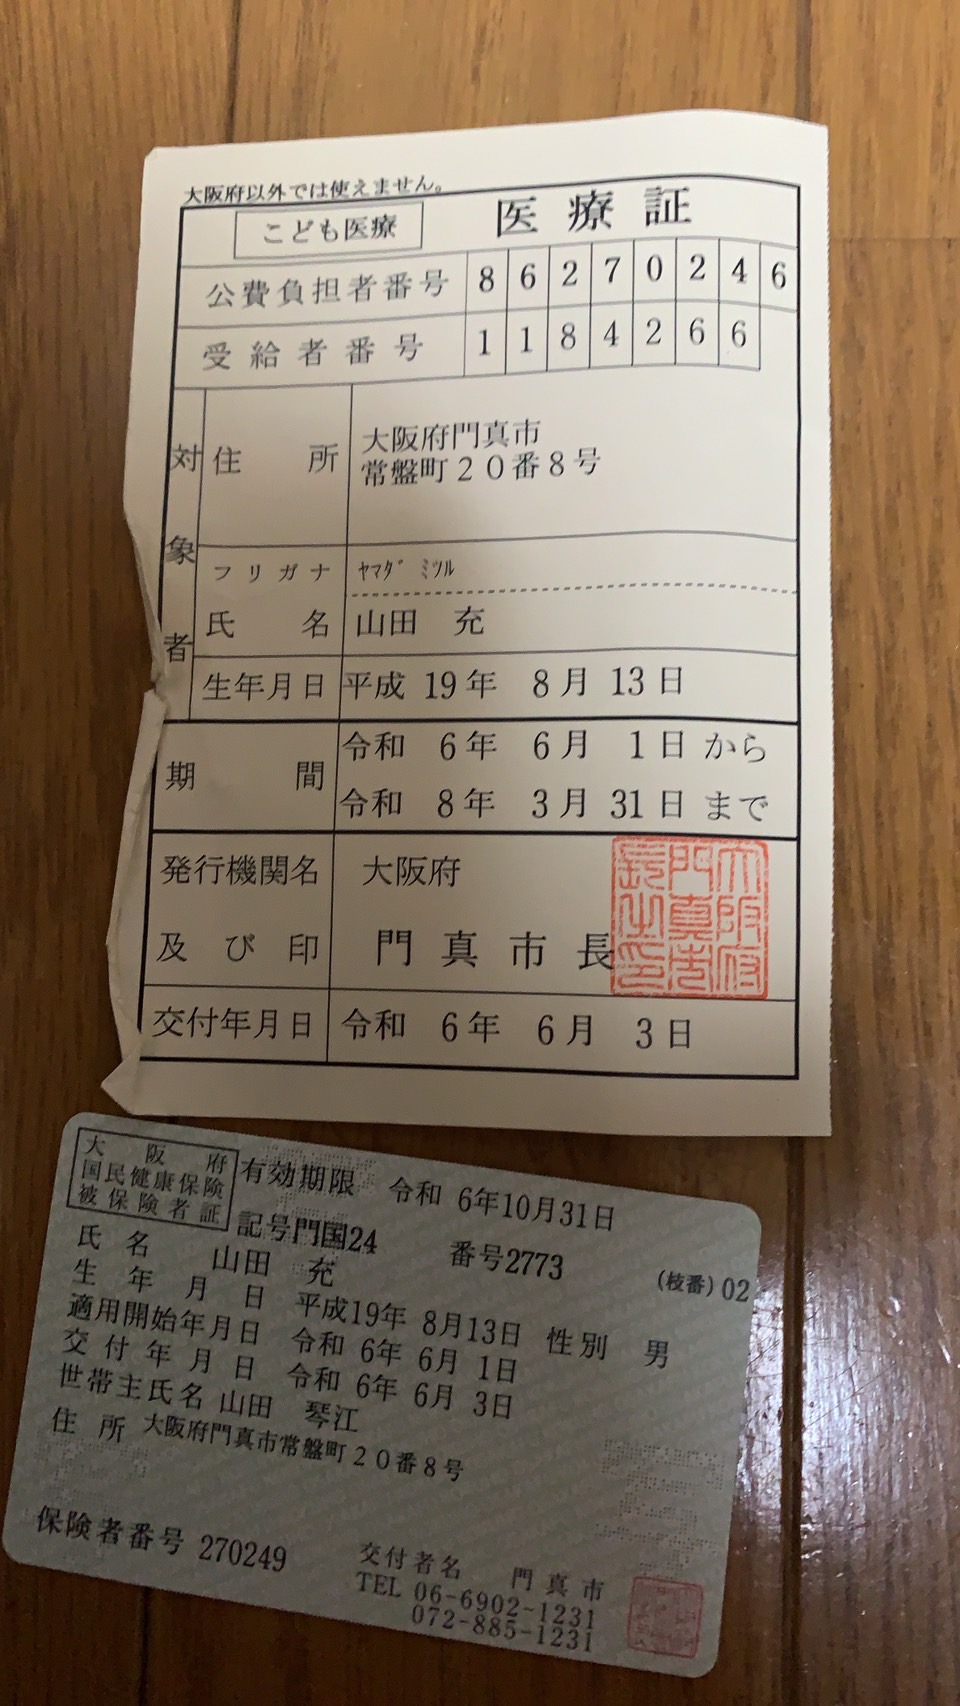 大阪府以外では使えません。
こども医療 医療証
公費負担者番号 8 6 2 7 0 2 4 6
受給者番号 1 1 8 4 2 6 6
対象者
住所 大阪府門真市
常盤町20番8号
フリガナ ヤマダ ミツル
氏名 山田 充
生年月日 平成 19年 8月 13日
期間 令和 6年 6月 1日 から
令和 8年 3月 31日 まで
発行機関名 大阪府
及び印 門真市長
大阪府門真市長之印
交付年月日 令和 6年 6月 3日
大阪府
国民健康保険
被保険者証
有効期限 令和 6年10月31日
記号門国24 番号2773 (枝番)02
氏名 山田 充
生年月日 平成19年 8月13日 性別 男
適用開始年月日 令和 6年 6月 1日
交付年月日 令和 6年 6月 3日
世帯主氏名 山田 琴江
住所 大阪府門真市常盤町20番8号
保険者番号 270249
交付者名 門真市
TEL 06-6902-1231
072-885-1231